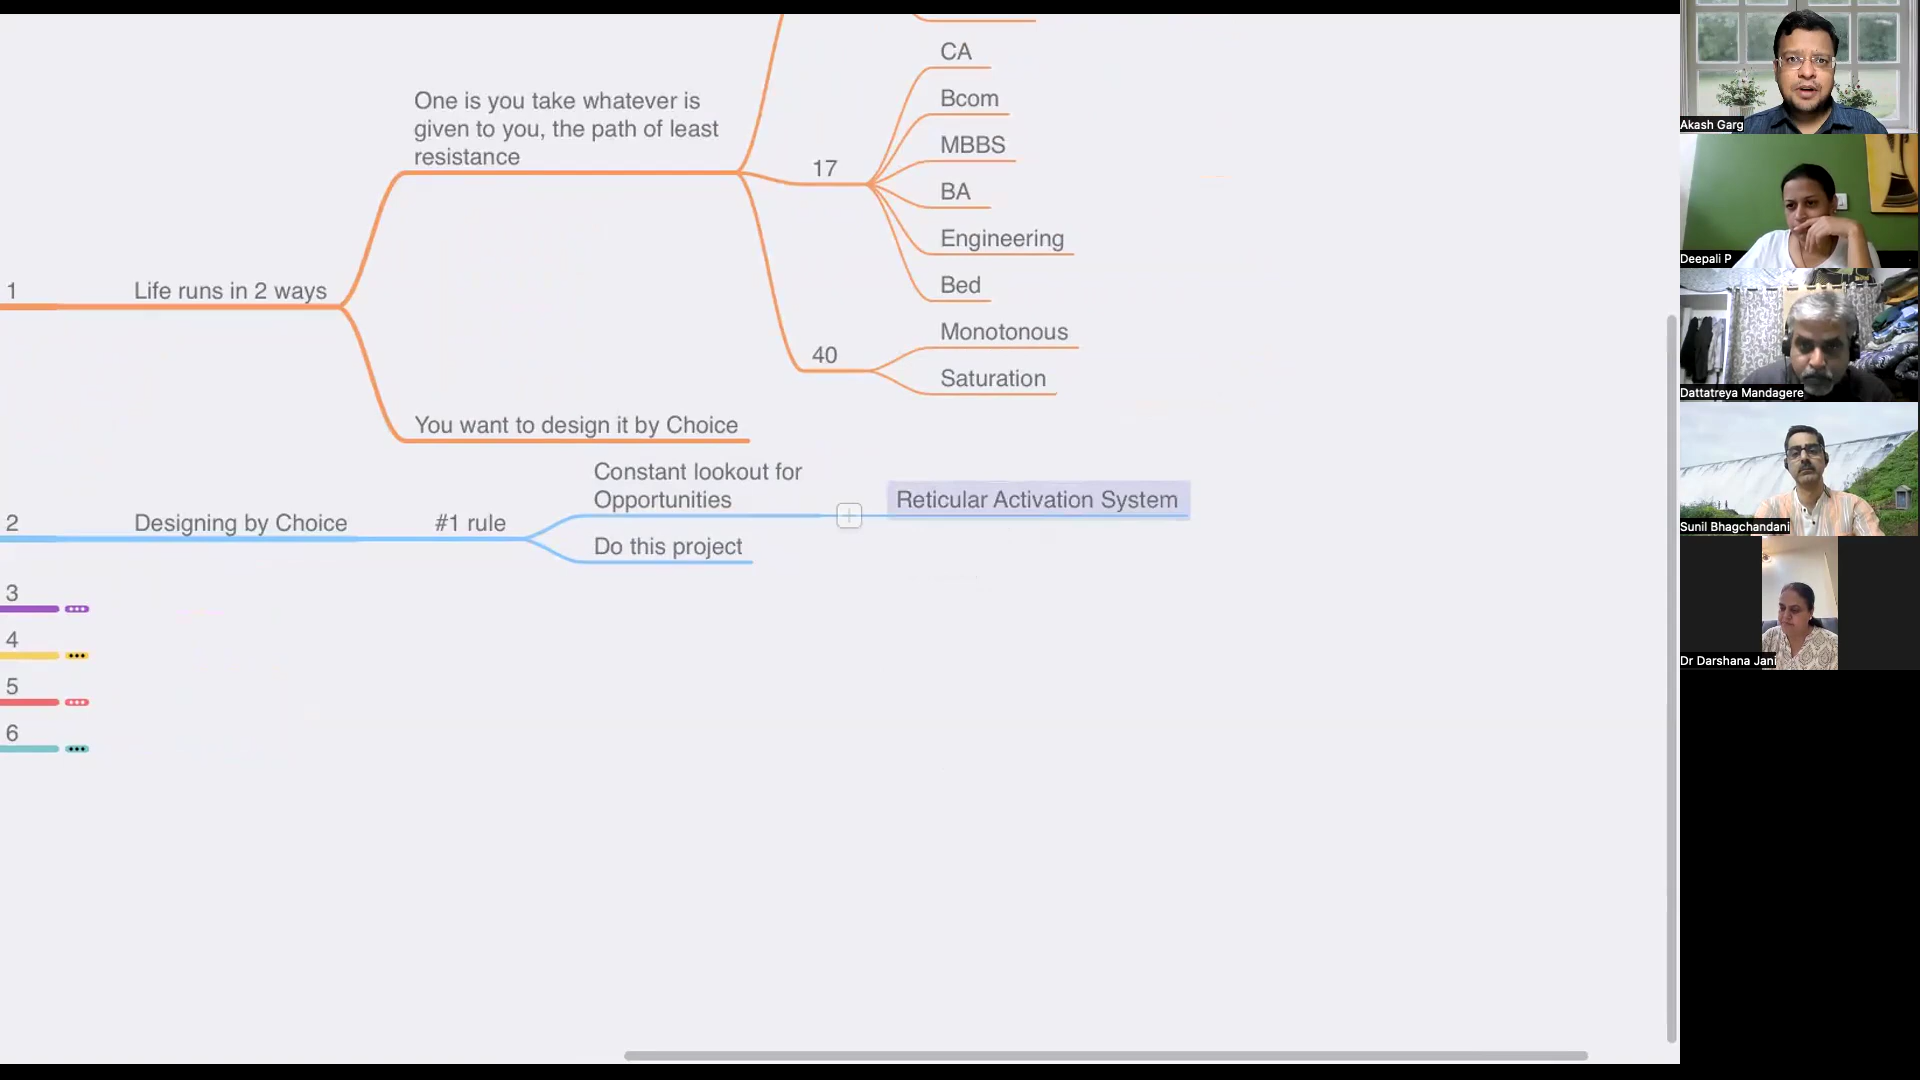 CA
One is you take whatever is
given to you, the path of least
resistance
Bcom
MBBS
17
BA
Engineering
Bed
1
Life runs in 2 ways
Monotonous
40
Saturation
You want to design it by Choice
Constant lookout for
Opportunities
Reticular Activation System
2
Designing by Choice
#1 rule
Do this project
3
4
5
6
Akash Garg
Deepali P
Dattatreya Mandagere
Sunil Bhagchandani
Dr Darshana Jani